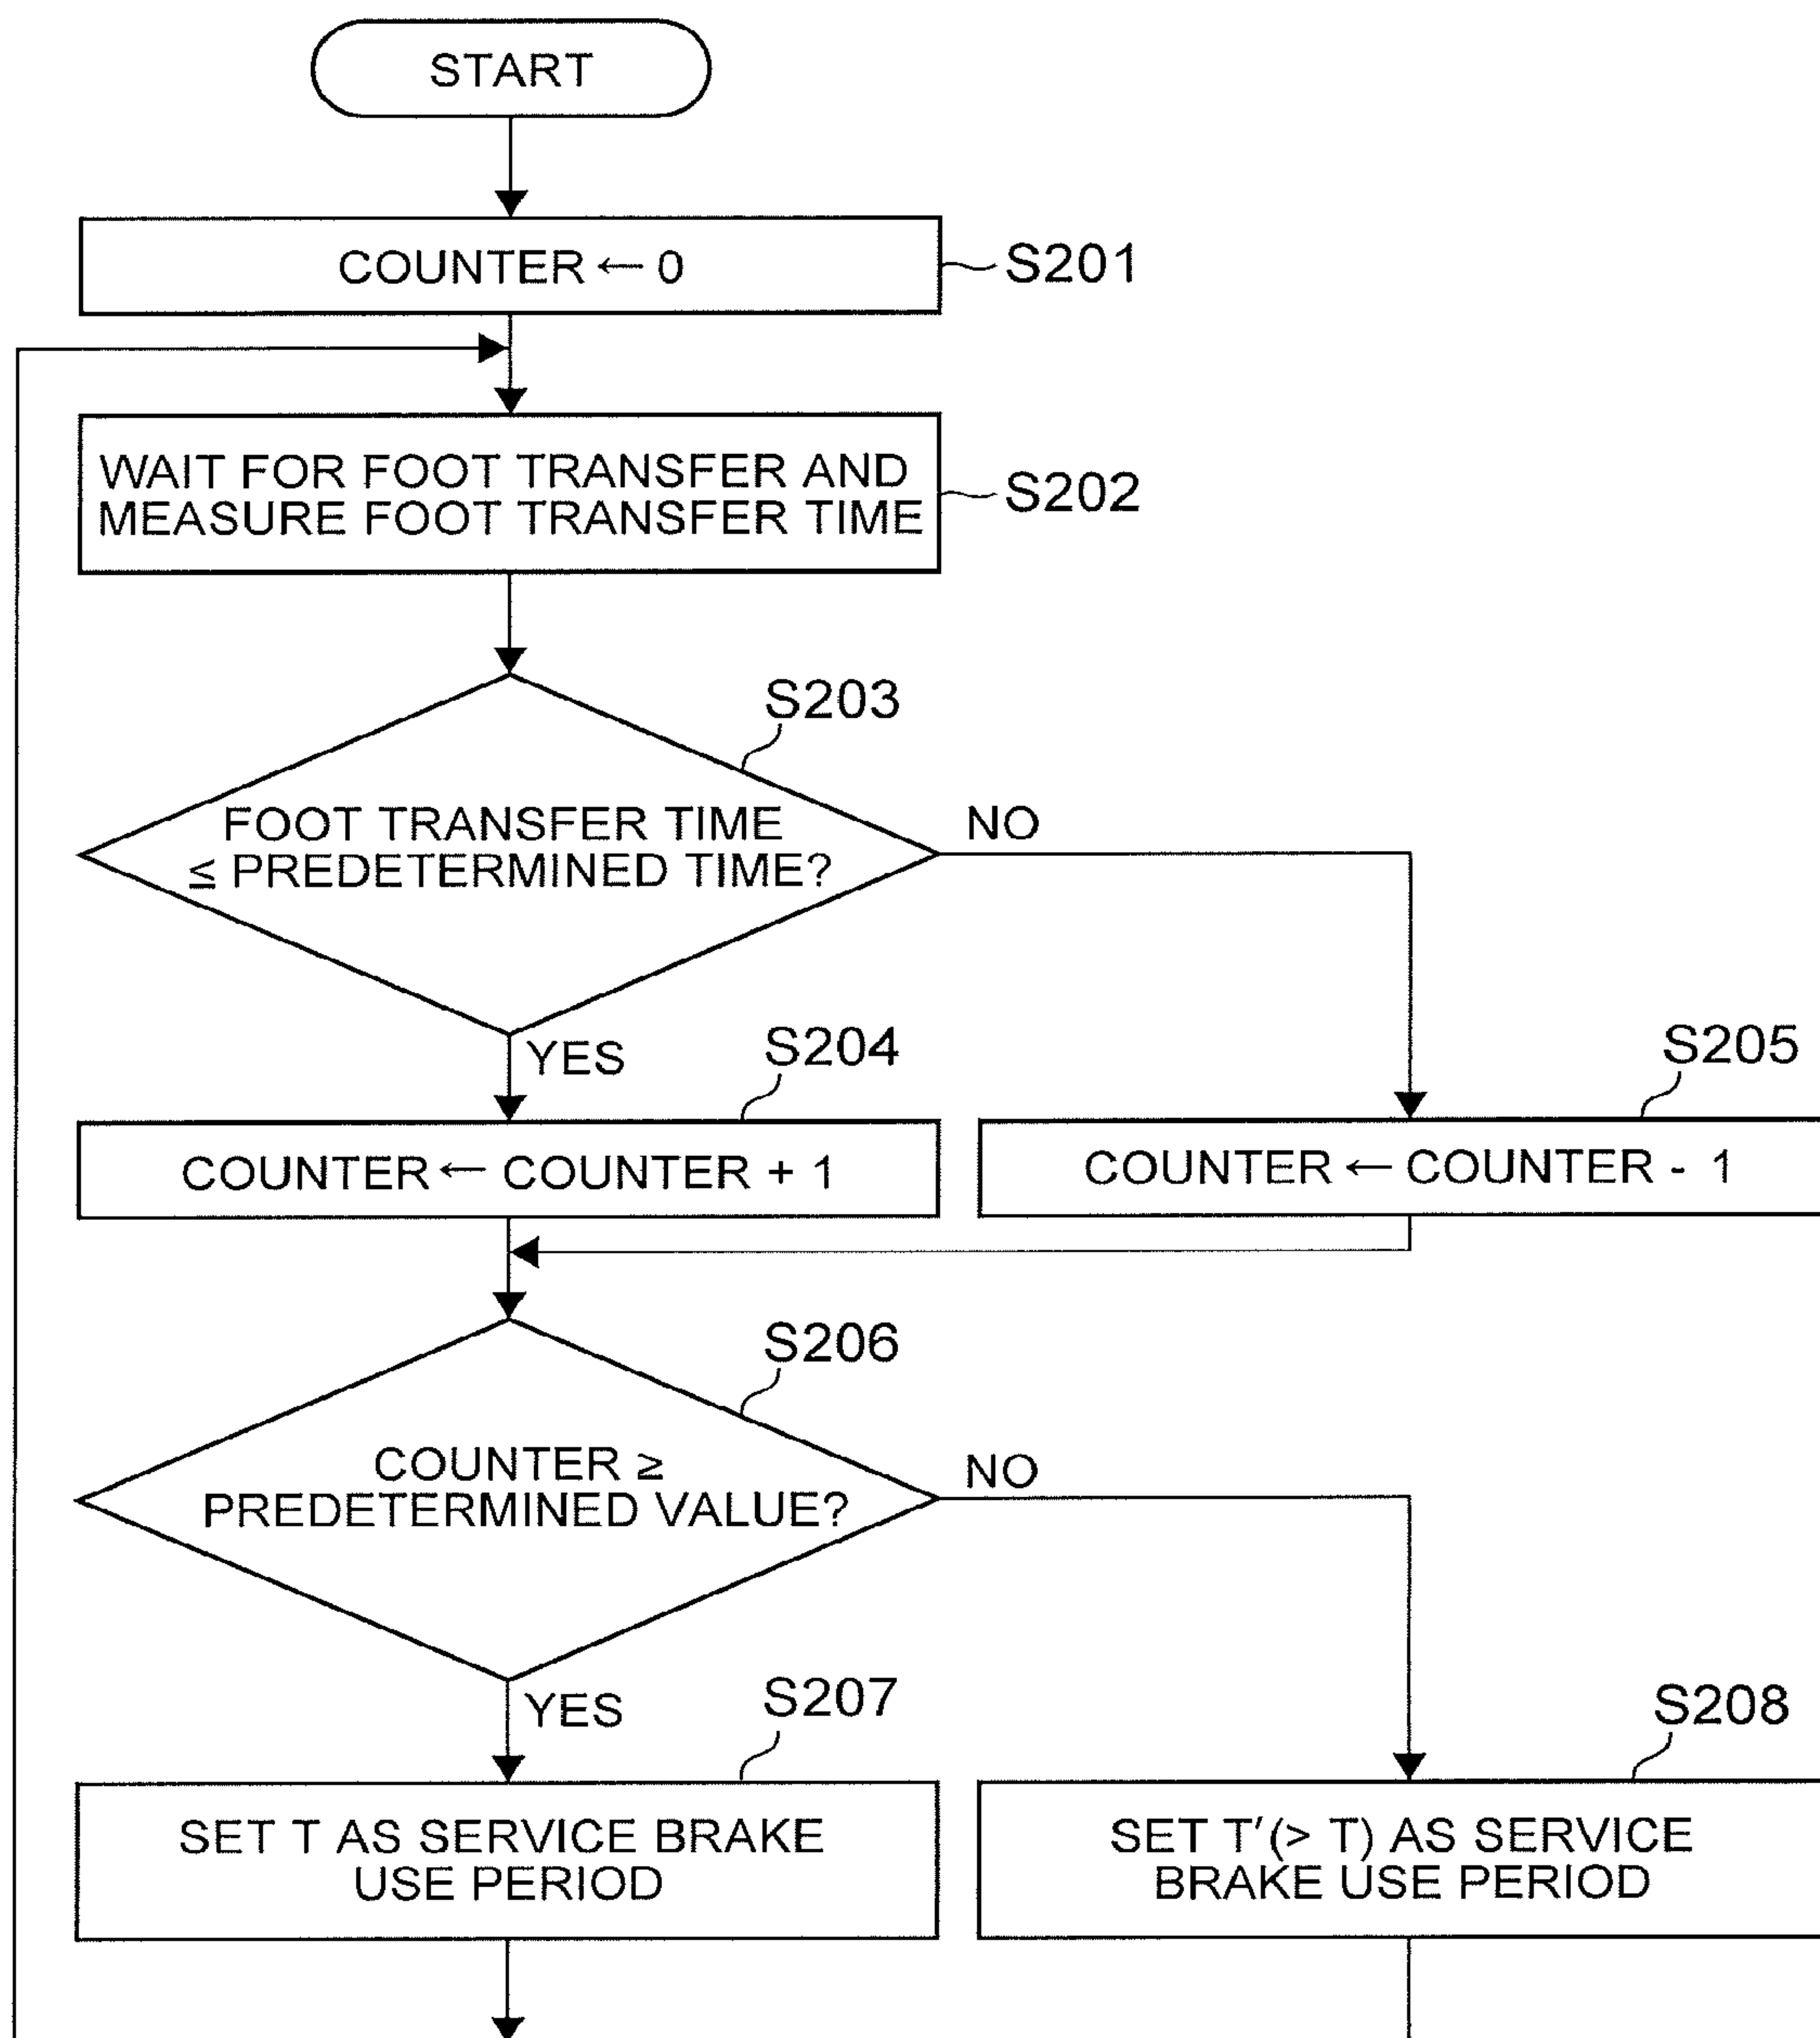 START
COUNTER ← 0
S201
WAIT FOR FOOT TRANSFER AND
MEASURE FOOT TRANSFER TIME
S202
S203
FOOT TRANSFER TIME
≦ PREDETERMINED TIME?
NO
YES
S204
S205
COUNTER ← COUNTER + 1
COUNTER ← COUNTER - 1
S206
COUNTER ≥
PREDETERMINED VALUE?
NO
YES
S207
S208
SET T AS SERVICE BRAKE
USE PERIOD
SET T′(> T) AS SERVICE
BRAKE USE PERIOD